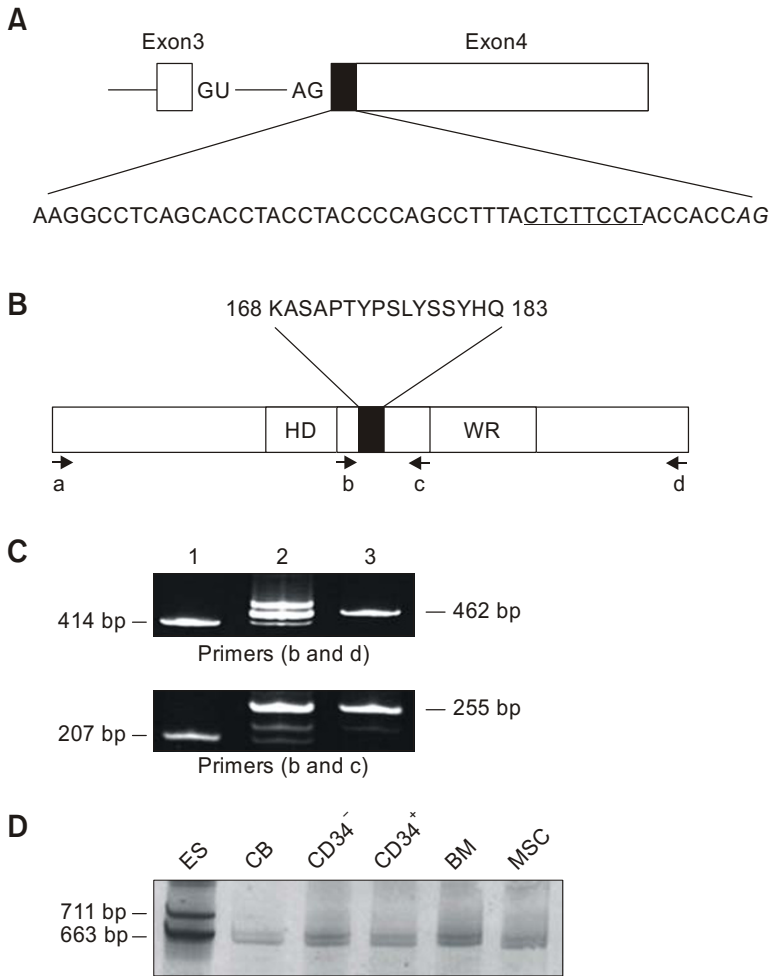 A
Exon3 Exon4
GU AG
AAGGCCTCAGCACCTACCTACCCCAGCCTTTACTCTTCCTACCACCAG
B
168 KASAPTYPSLYSSYHQ 183
HD WR
a b c d
C
1 2 3
414 bp 462 bp
Primers (b and d)
207 bp 255 bp
Primers (b and c)
D
ES CB CD34⁻ CD34⁺ BM MSC
711 bp
663 bp